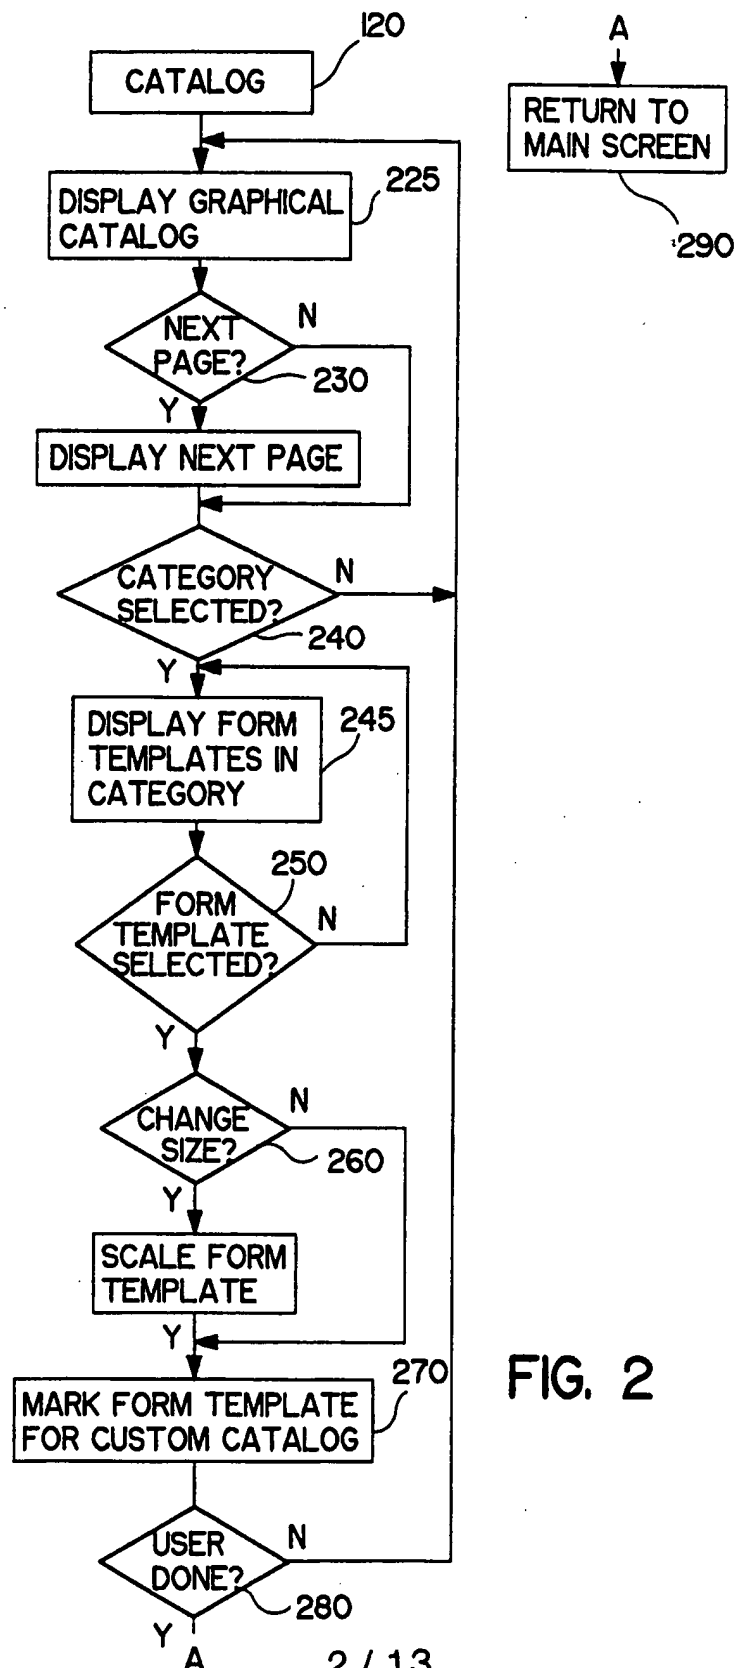 120
CATALOG
A
RETURN TO
MAIN SCREEN
290
225
DISPLAY GRAPHICAL
CATALOG
N
NEXT
PAGE?
230
Y
DISPLAY NEXT PAGE
N
CATEGORY
SELECTED?
240
Y
DISPLAY FORM
TEMPLATES IN
CATEGORY
245
250
FORM
TEMPLATE
SELECTED?
N
Y
N
CHANGE
SIZE?
260
Y
SCALE FORM
TEMPLATE
Y
270
MARK FORM TEMPLATE
FOR CUSTOM CATALOG
FIG. 2
N
USER
DONE?
280
Y
A
2/13